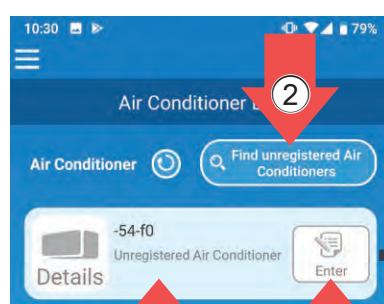 10:30 79%
Air Conditioner
2
Air Conditioner Find unregistered Air
Conditioners
-54-f0
Unregistered Air Conditioner
Details Enter